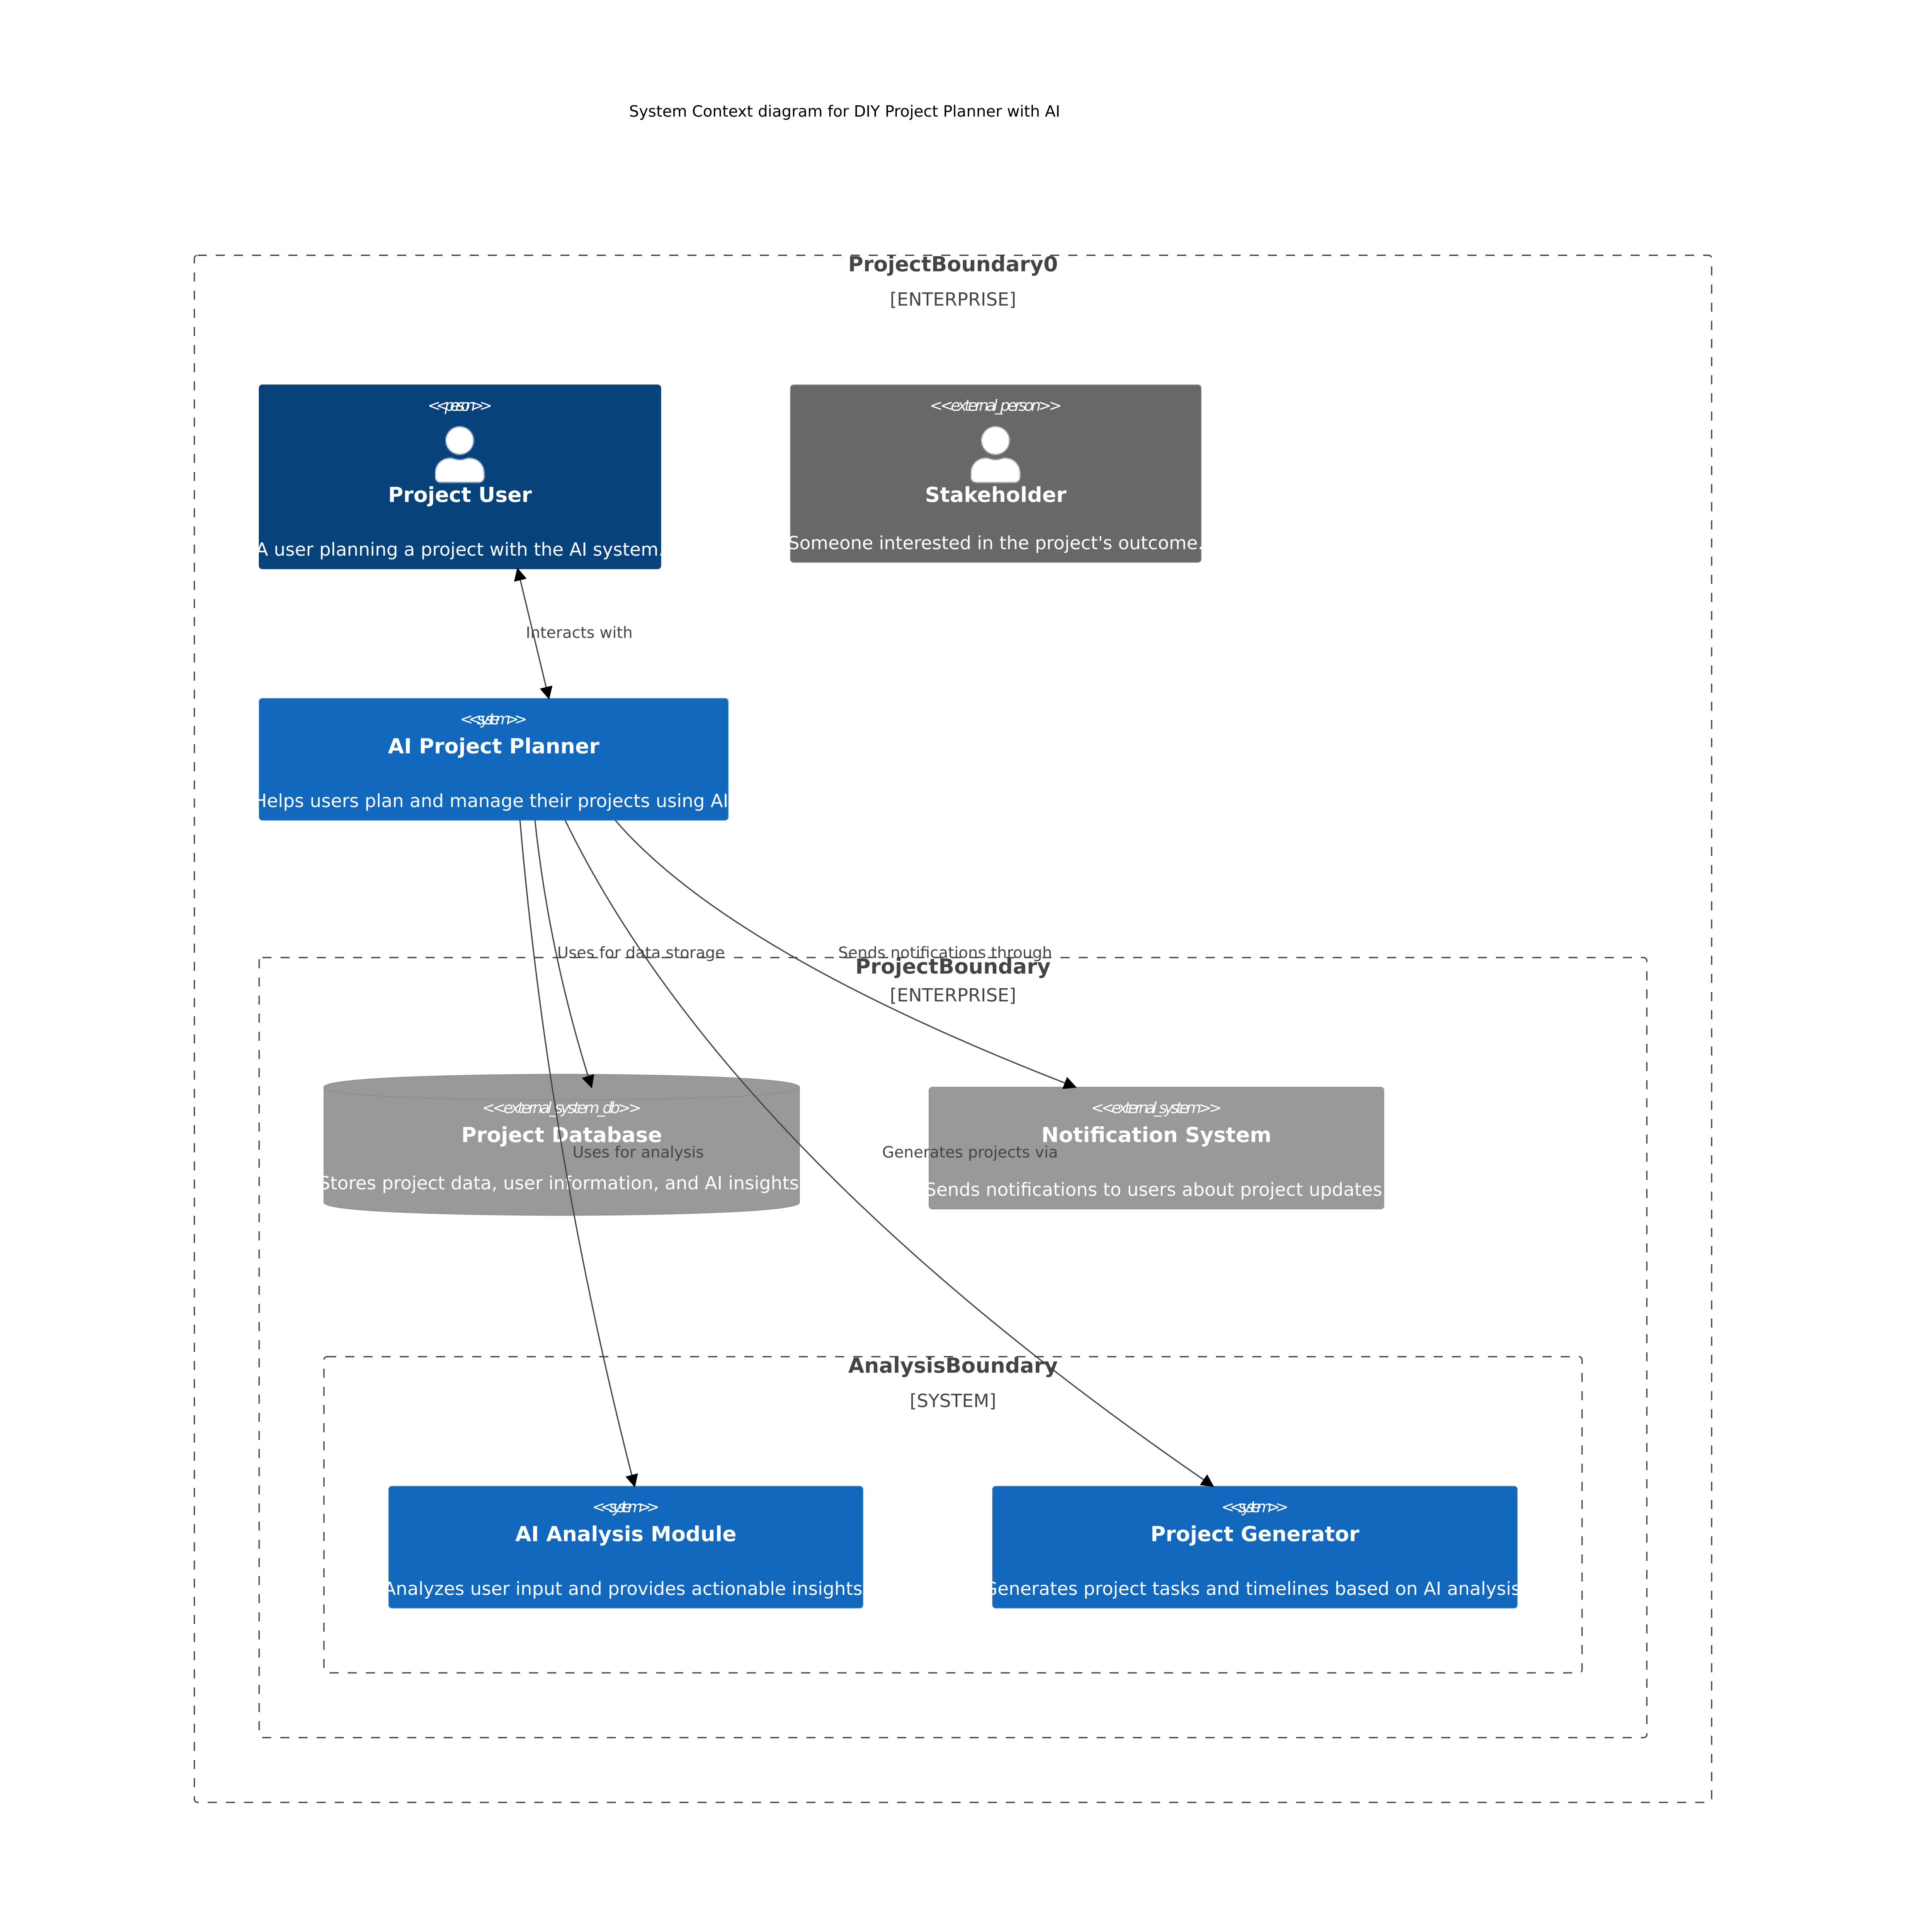 System Context diagram for DIY Project Planner with AI
ProjectBoundary0
[ENTERPRISE]
<<person>>
Project User
A user planning a project with the AI system.
<<external_person>>
Stakeholder
Someone interested in the project's outcome.
Interacts with
<<system>>
AI Project Planner
Helps users plan and manage their projects using AI
Uses for data storage
Sends notifications through
ProjectBoundary
[ENTERPRISE]
<<external_system_db>>
Project Database
Stores project data, user information, and AI insights
Uses for analysis
<<external_system>>
Notification System
Generates projects via
Sends notifications to users about project updates
AnalysisBoundary
[SYSTEM]
<<system>>
AI Analysis Module
Analyzes user input and provides actionable insights
<<system>>
Project Generator
Generates project tasks and timelines based on AI analysis